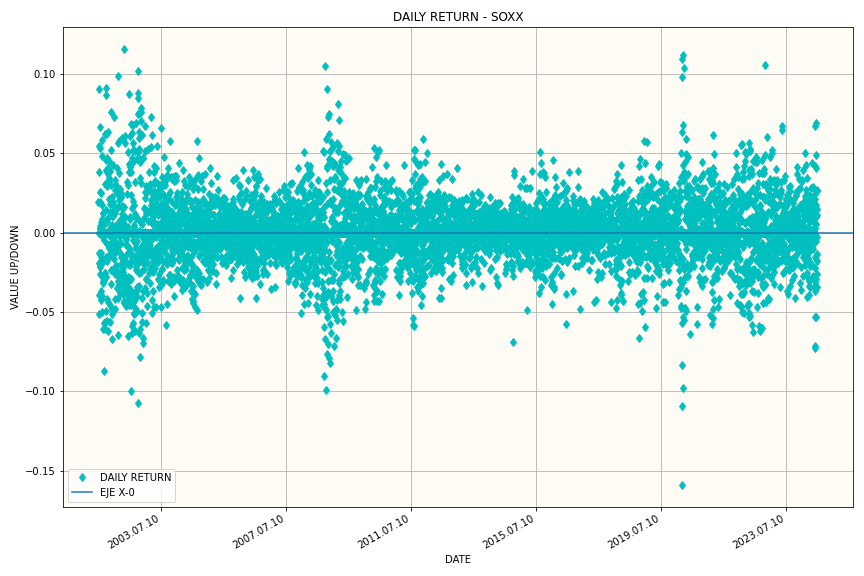 DAILY RETURN - SOXX
0.10
0.05
0.00
−0.05
−0.10
−0.15
VALUE UP/DOWN
DAILY RETURN
EJE X-0
2003.07.10
2007.07.10
2011.07.10
2015.07.10
2019.07.10
2023.07.10
DATE